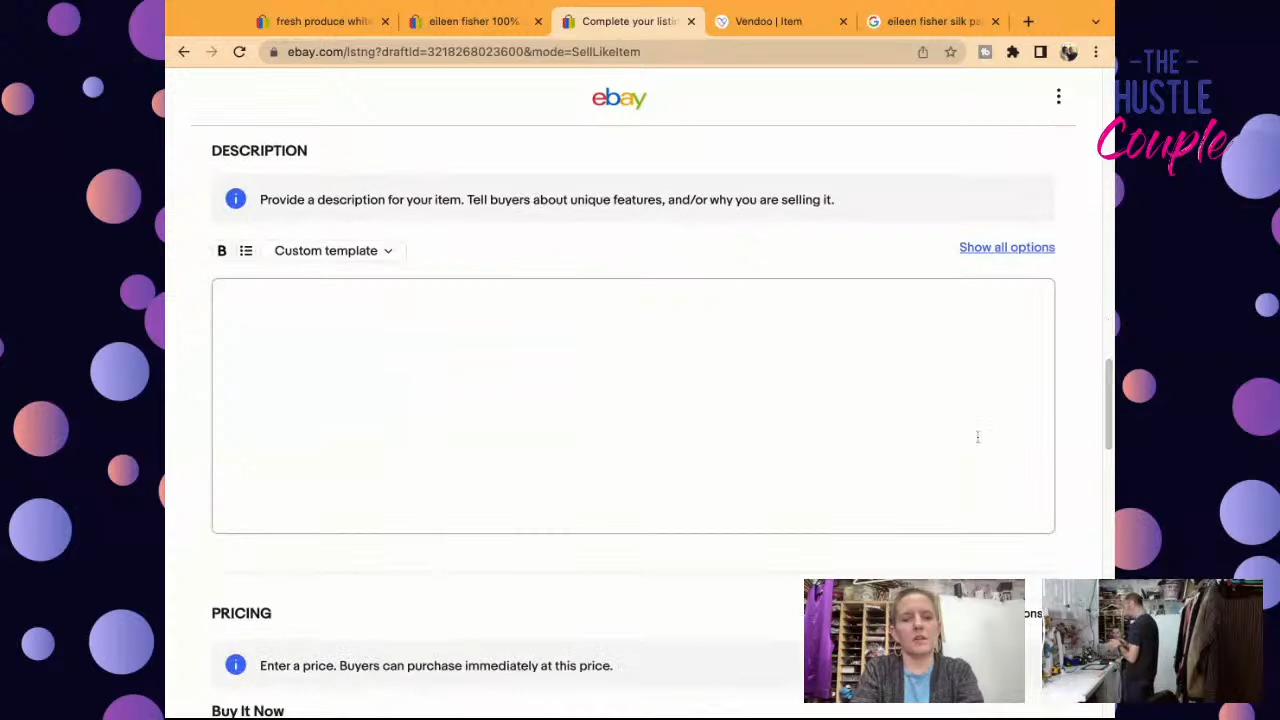 fresh produce white
eileen fisher 100%
Complete your listin
Vendoo | Item
eileen fisher silk pa
ebay.com/lstng?draftId=3218268023600&mode=SellLikeItem
-THE-
HUSTLE
Couple
ebay
DESCRIPTION
Provide a description for your item. Tell buyers about unique features, and/or why you are selling it.
B
Custom template
Show all options
PRICING
ons
Enter a price. Buyers can purchase immediately at this price.
Buy It Now